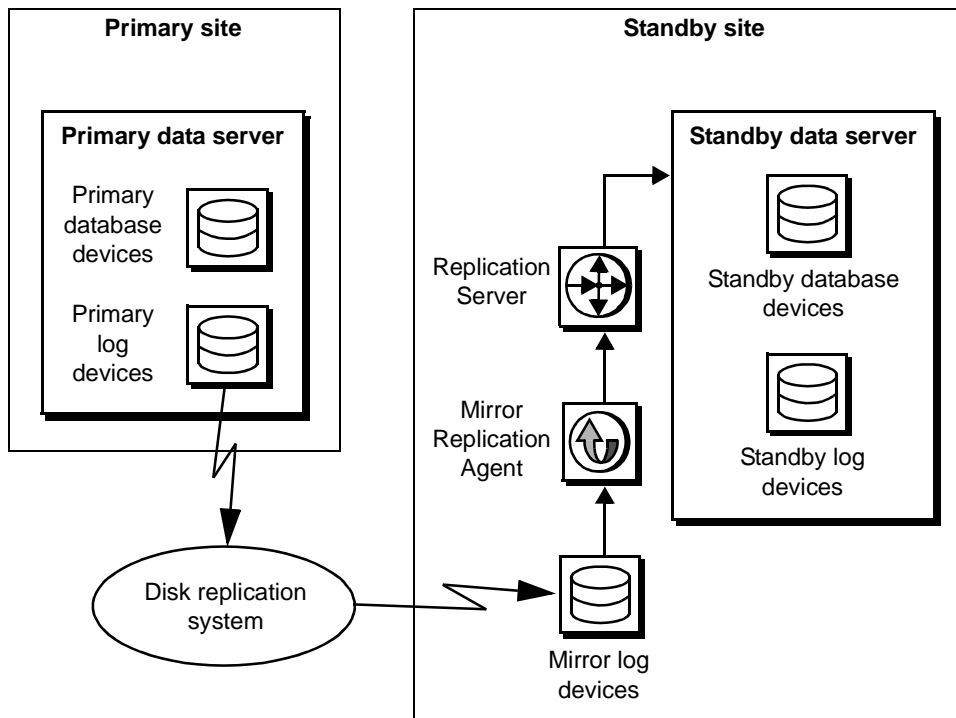 Primary site
Primary data server
Primary
database
devices
Primary
log
devices
Disk replication
system
Standby site
Standby data server
Standby database
devices
Standby log
devices
Replication
Server
Mirror
Replication
Agent
Mirror log
devices